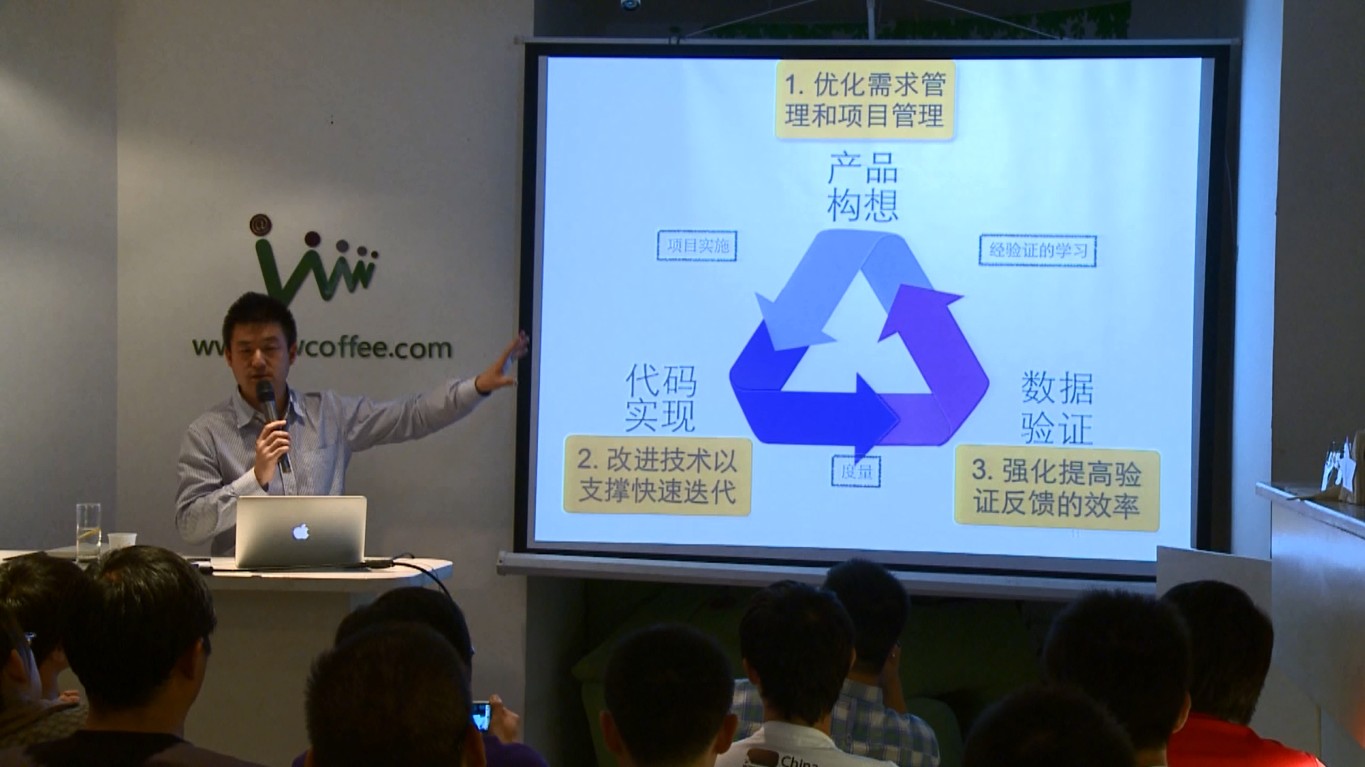 1. 优化需求管
理和项目管理
产品
构想
项目实施
经验证的学习
代码
实现
数据
验证
度量
2. 改进技术以
支撑快速迭代
3. 强化提高验
证反馈的效率
wcoffee.com
China